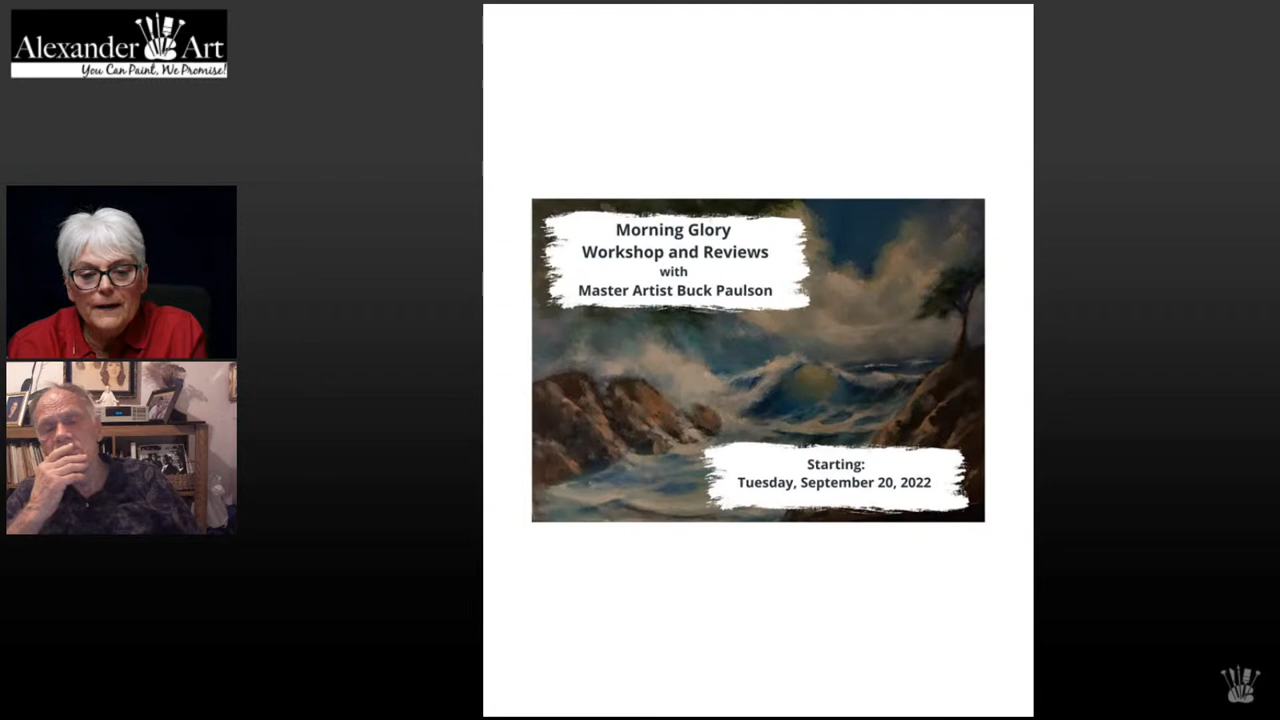 Alexander Art
You Can Paint, We Promise!
Morning Glory
Workshop and Reviews
with
Master Artist Buck Paulson
Starting:
Tuesday, September 20, 2022